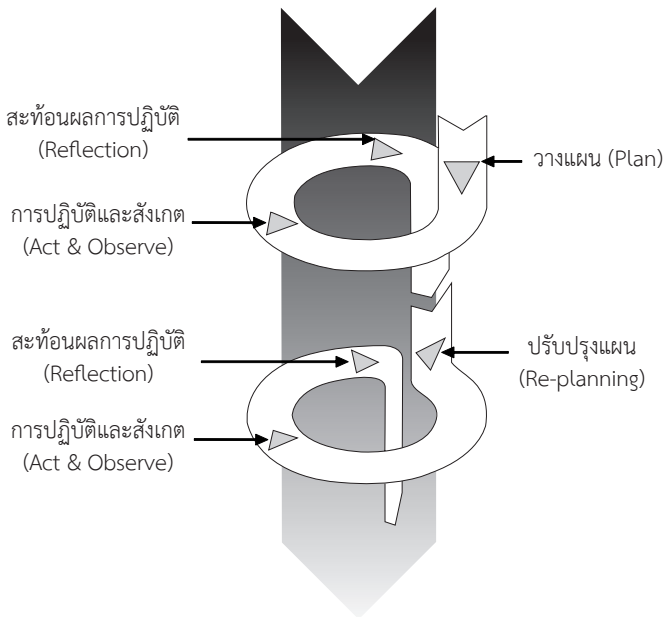 สะท้อนผลการปฏิบัติ
(Reflection)
วางแผน (Plan)
การปฏิบัติและสังเกต
(Act & Observe)
สะท้อนผลการปฏิบัติ
(Reflection)
ปรับปรุงแผน
(Re-planning)
การปฏิบัติและสังเกต
(Act & Observe)